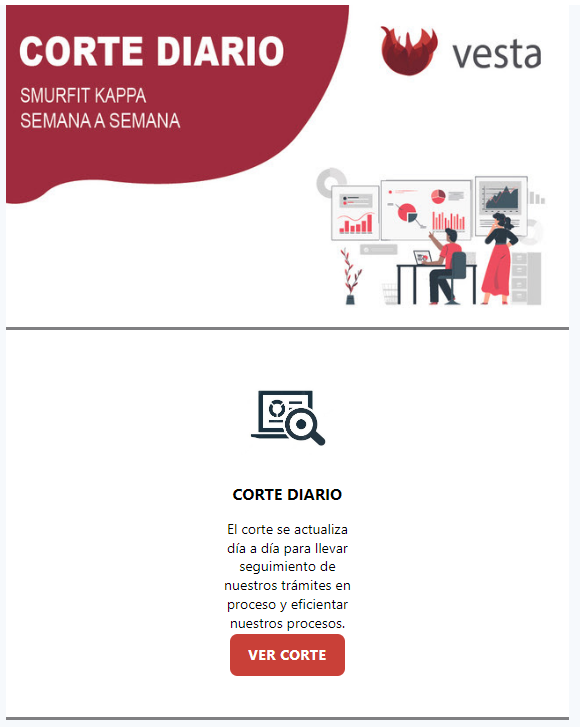 CORTE DIARIO
SMURFIT KAPPA
SEMANA A SEMANA
vesta
CORTE DIARIO
El corte se actualiza
día a día para llevar
seguimiento de
nuestros trámites en
proceso y eficientar
nuestros procesos.
VER CORTE